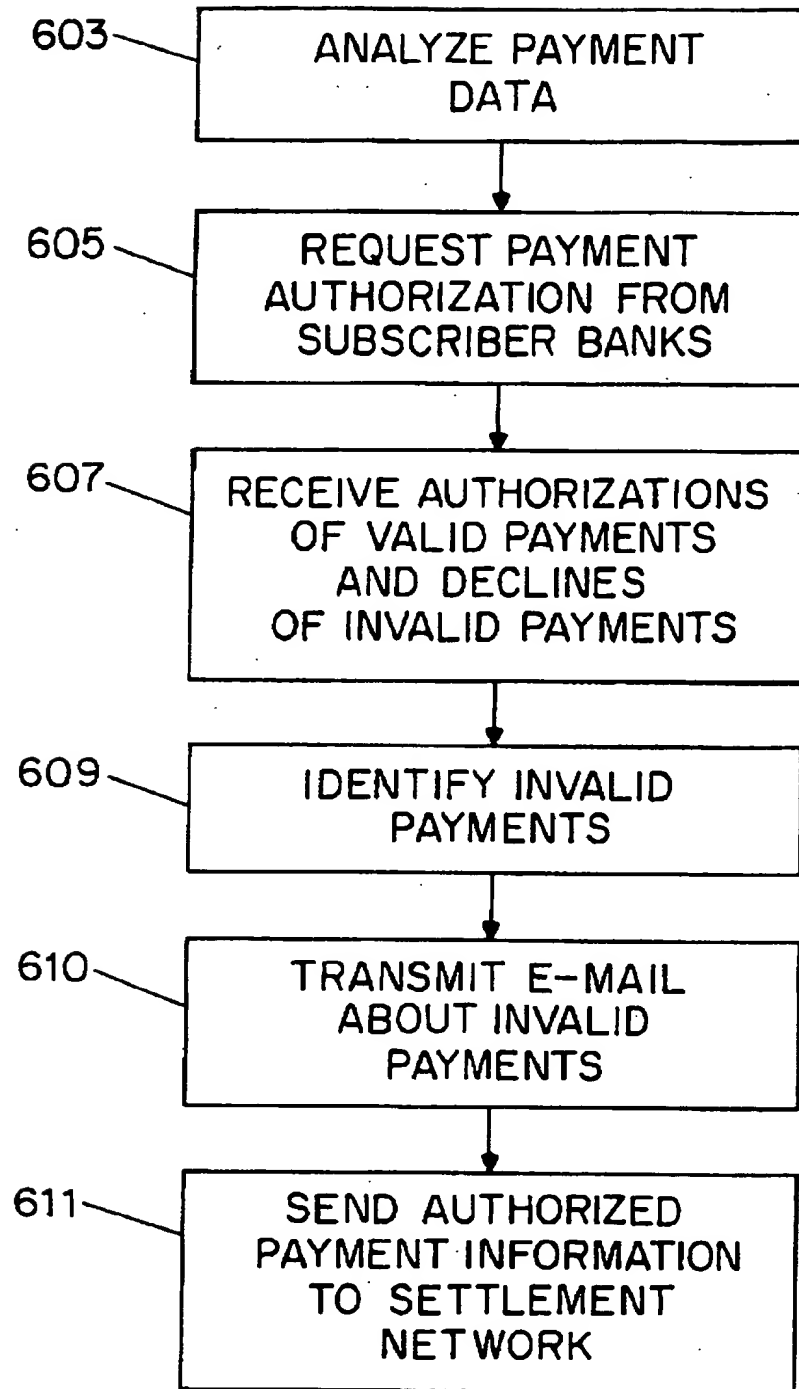 603
ANALYZE PAYMENT
DATA
605
REQUEST PAYMENT
AUTHORIZATION FROM
SUBSCRIBER BANKS
607
RECEIVE AUTHORIZATIONS
OF VALID PAYMENTS
AND DECLINES
OF INVALID PAYMENTS
609
IDENTIFY INVALID
PAYMENTS
610
TRANSMIT E-MAIL
ABOUT INVALID
PAYMENTS
611
SEND AUTHORIZED
PAYMENT INFORMATION
TO SETTLEMENT
NETWORK